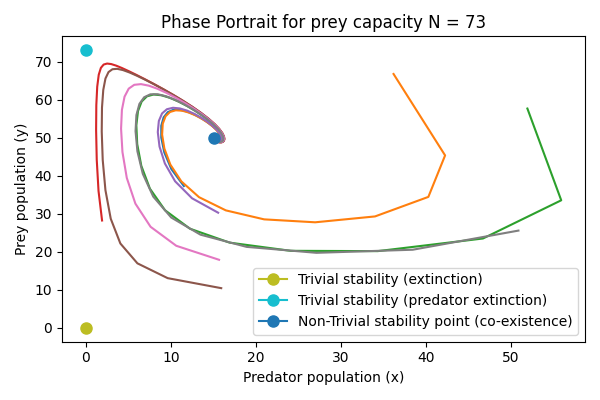 Phase Portrait for prey capacity N = 73
Prey population (y)
70
60
50
40
30
20
10
0
Trivial stability (extinction)
Trivial stability (predator extinction)
Non-Trivial stability point (co-existence)
0
10
20
30
40
50
Predator population (x)